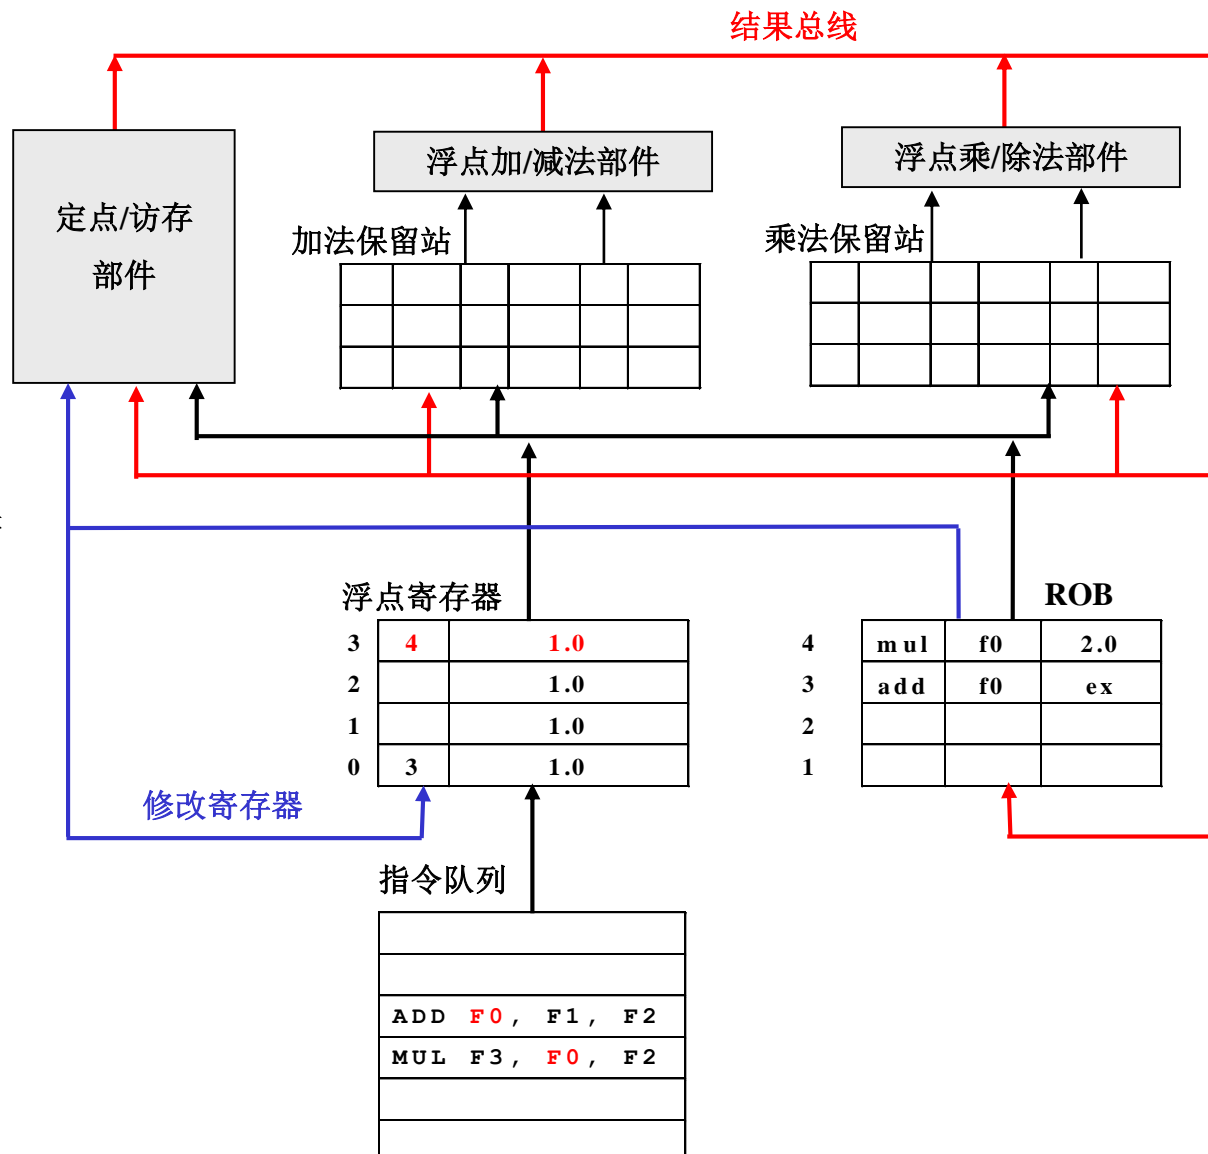 结果总线
浮点加/减法部件
浮点乘/除法部件
定点/访存
部件
加法保留站
乘法保留站
浮点寄存器
ROB
3 4 1.0
4 mul f0 2.0
2 1.0
3 add f0 ex
1 1.0
2
0 3 1.0
1
修改寄存器
指令队列
ADD F0, F1, F2
MUL F3, F0, F2